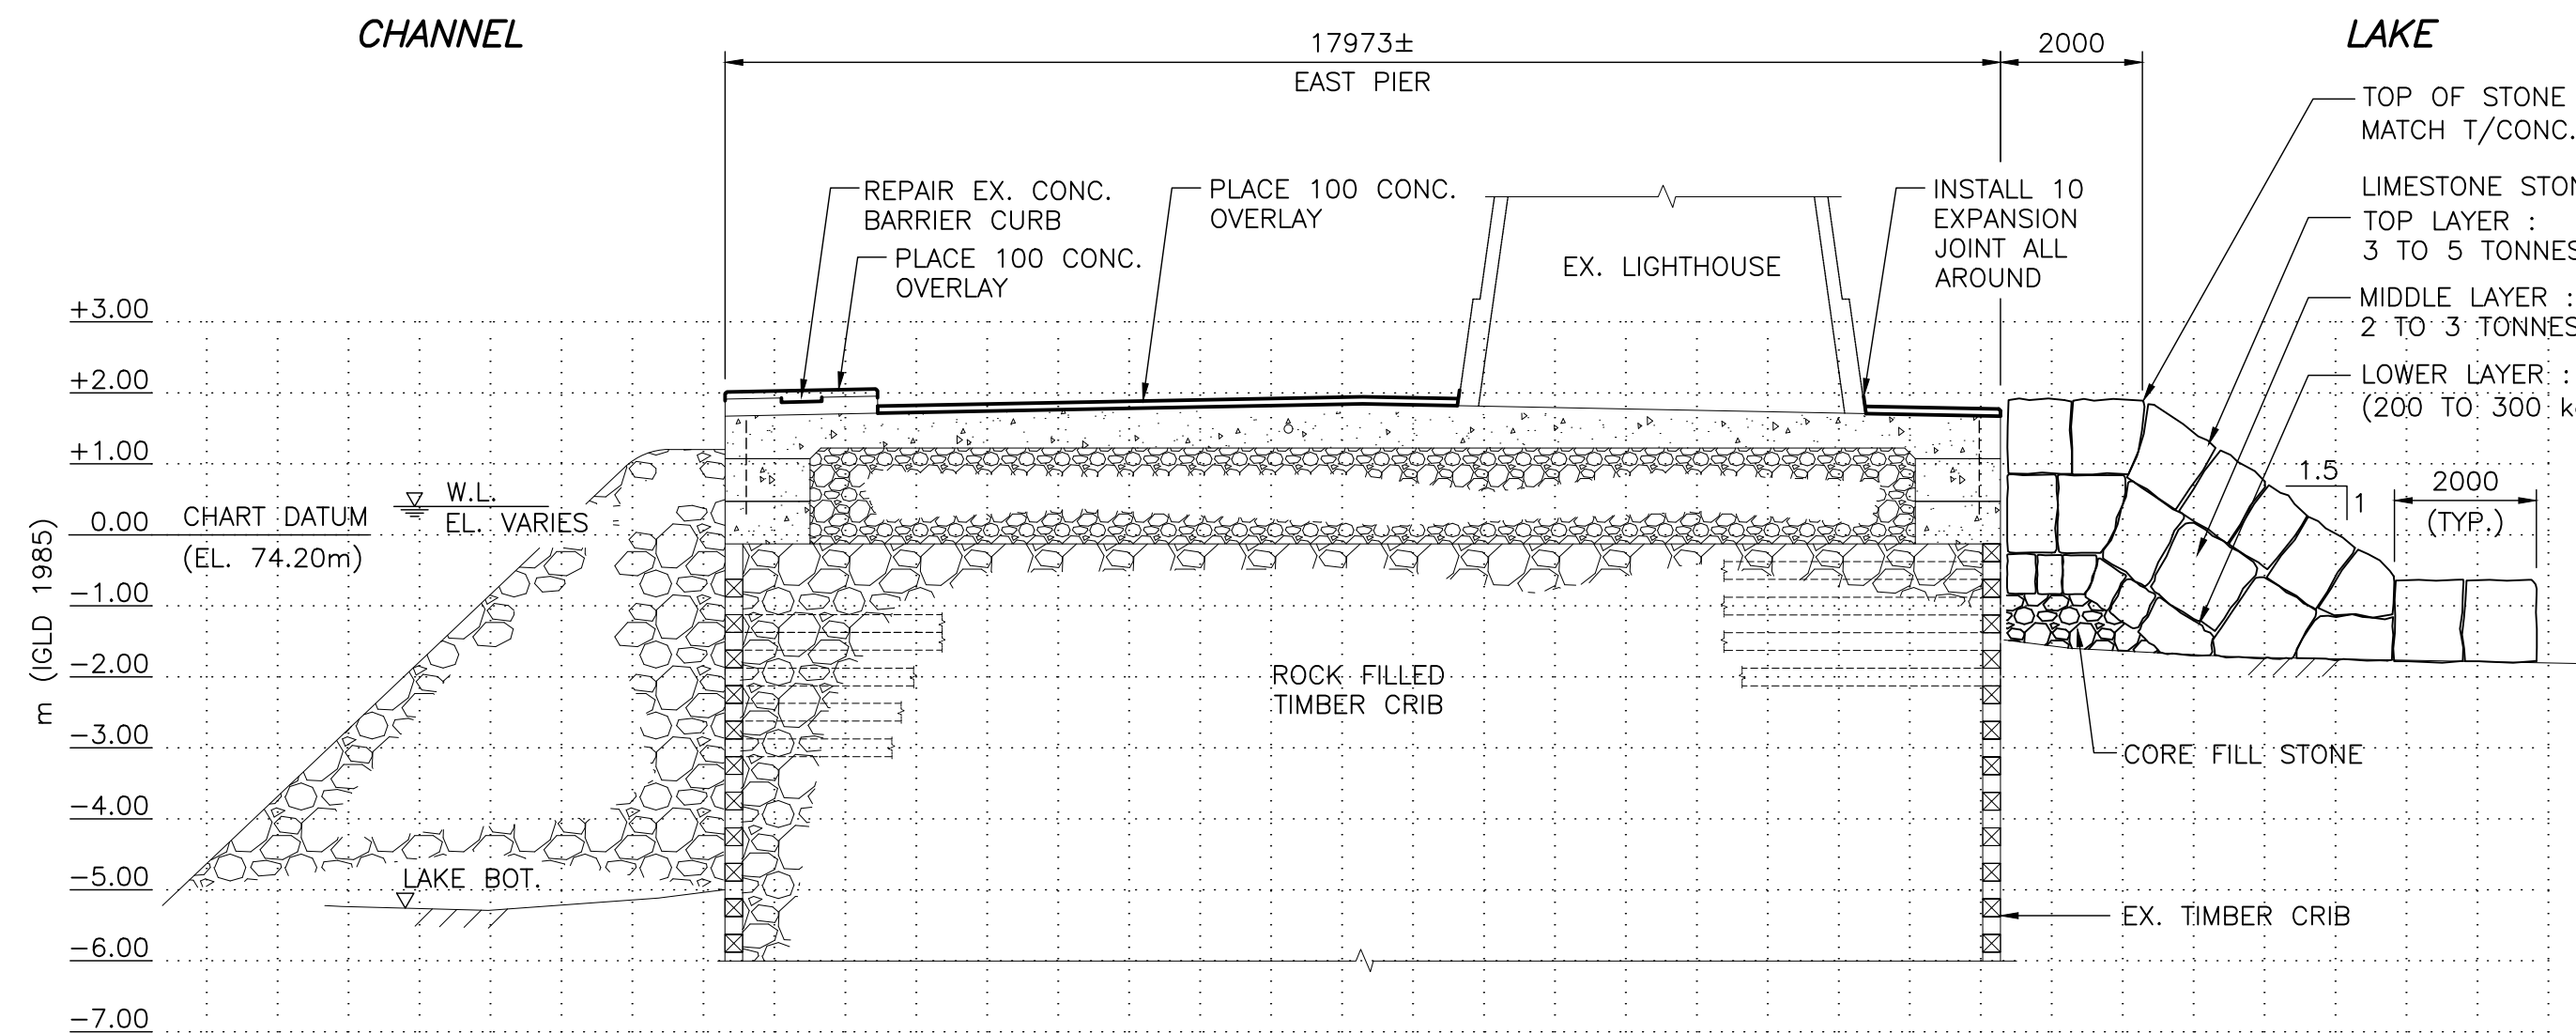 CHANNEL
17973±
EAST PIER
2000
LAKE
TOP OF STONE
MATCH T/CONC.
REPAIR EX. CONC.
BARRIER CURB
PLACE 100 CONC.
OVERLAY
PLACE 100 CONC.
OVERLAY
EX. LIGHTHOUSE
INSTALL 10
EXPANSION
JOINT ALL
AROUND
LIMESTONE
TOP LAYER :
3 TO 5 TONNES
MIDDLE LAYER :
2 TO 3 TONNES
LOWER LAYER :
(200 TO 300
+3.00
+2.00
+1.00
0.00
-1.00
-2.00
-3.00
-4.00
-5.00
-6.00
-7.00
m (IGLD 1985)
CHART DATUM
(EL. 74.20m)
W.L.
EL. VARIES
1.5
1
2000
(TYP.)
ROCK FILLED
TIMBER CRIB
CORE FILL STONE
LAKE BOT.
EX. TIMBER CRIB